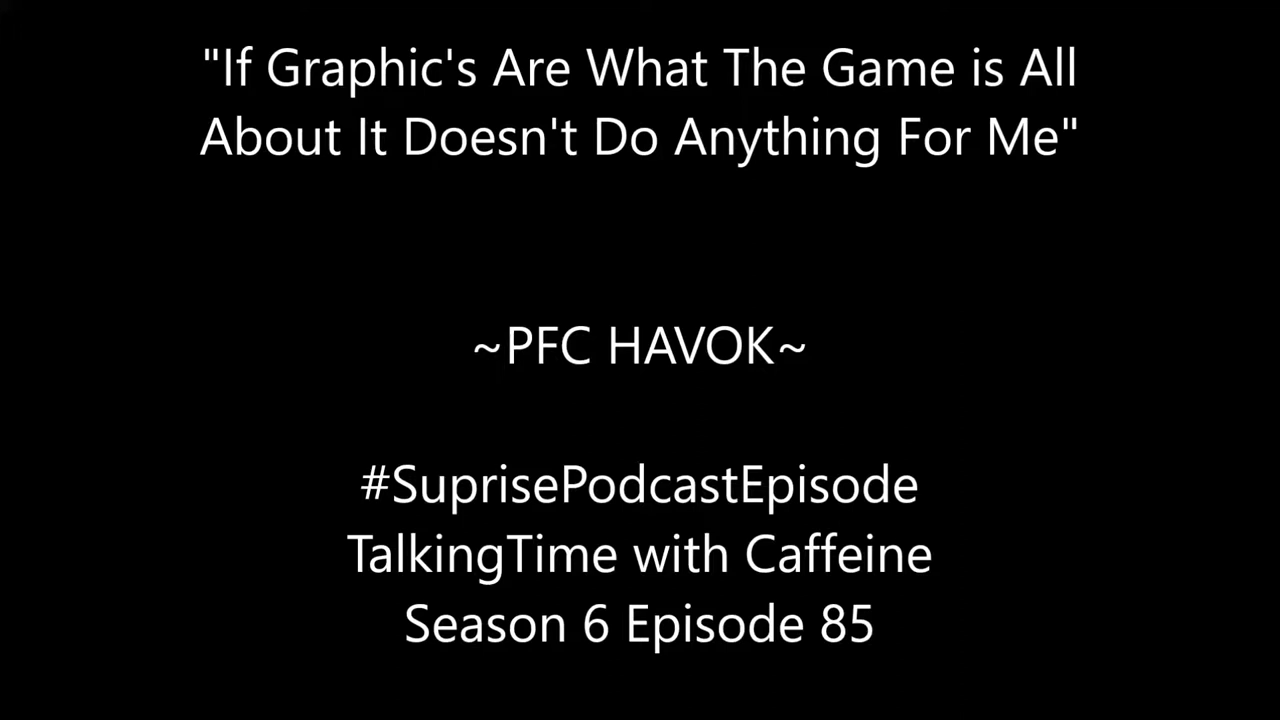 "If Graphic's Are What The Game is All
About It Doesn't Do Anything For Me"
~PFC HAVOK~
#SuprisePodcastEpisode
TalkingTime with Caffeine
Season 6 Episode 85